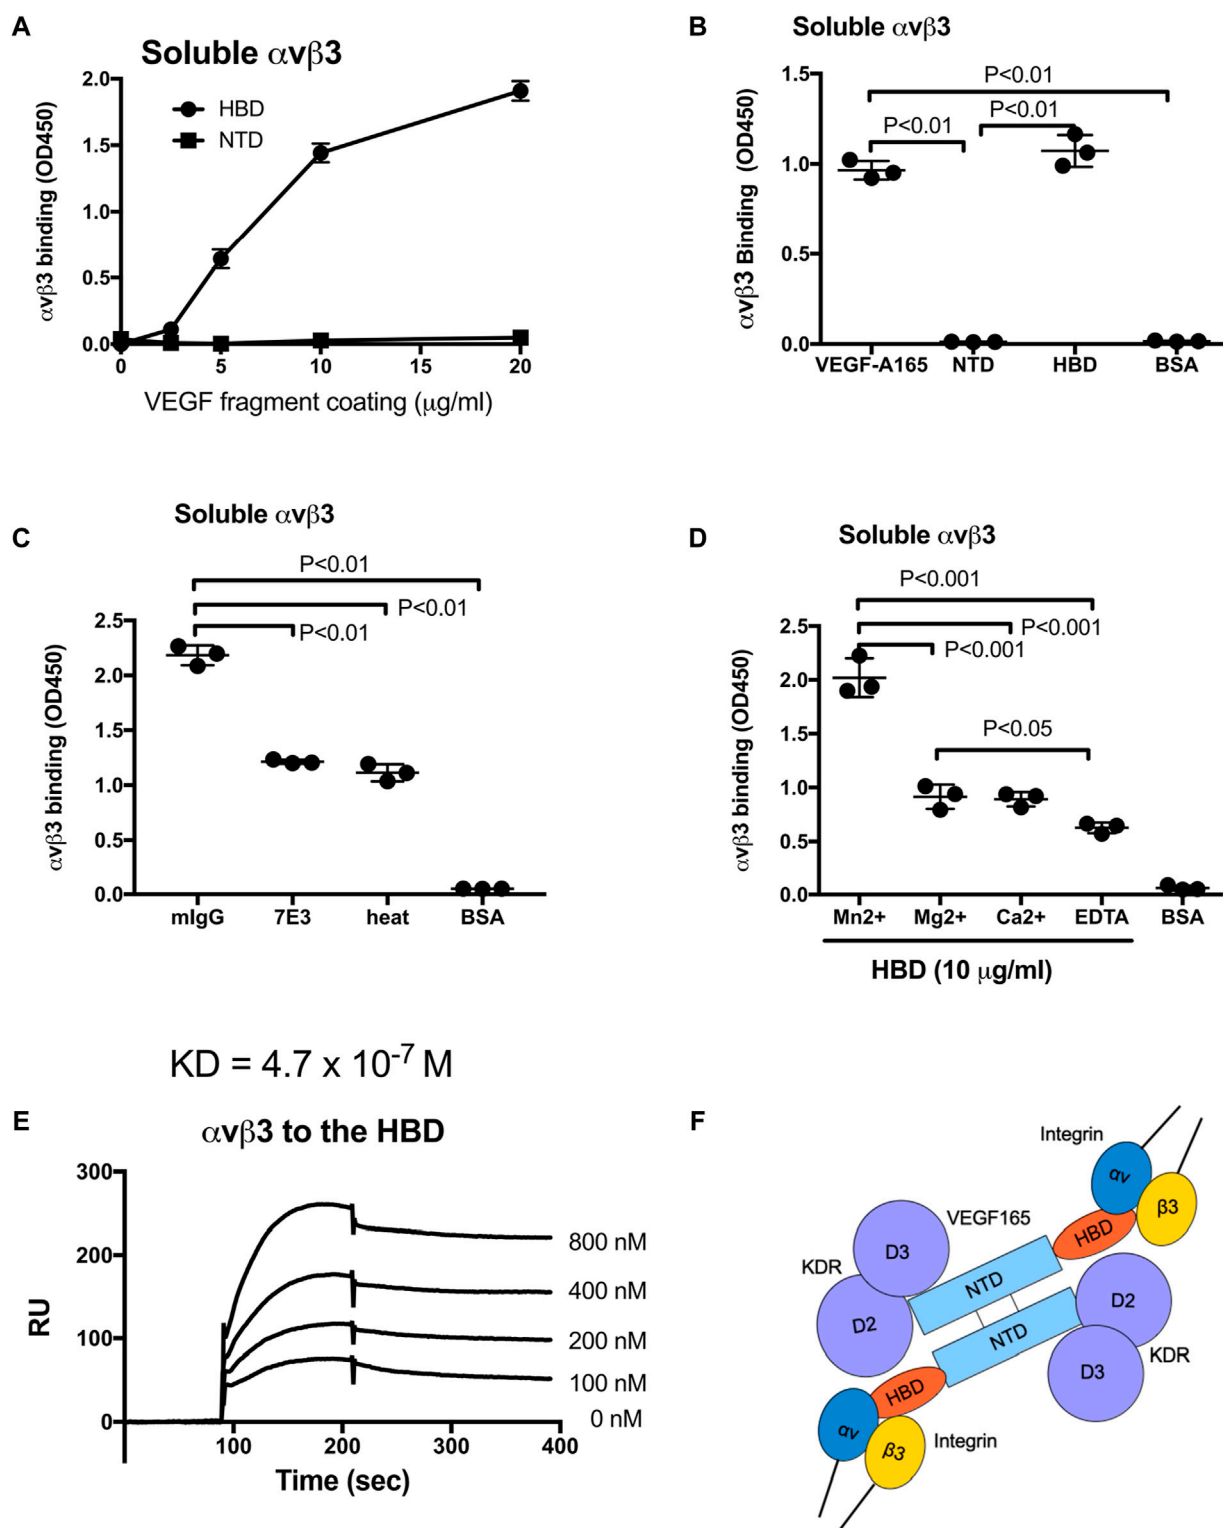 A
Soluble αvβ3
αvβ3 binding (OD450)
2.0
1.5
1.0
0.5
0.0
HBD
NTD
0
5
10
15
20
VEGF fragment coating (μg/ml)
B
Soluble αvβ3
αvβ3 Binding (OD450)
1.5
1.0
0.5
0.0
P<0.01
P<0.01
P<0.01
VEGF-A165
NTD
HBD
BSA
C
Soluble αvβ3
αvβ3 binding (OD450)
2.5
2.0
1.5
1.0
0.5
0.0
P<0.01
P<0.01
P<0.01
mIgG
7E3
heat
BSA
D
Soluble αvβ3
αvβ3 binding (OD450)
2.5
2.0
1.5
1.0
0.5
0.0
P<0.001
P<0.001
P<0.001
P<0.05
Mn2+
Mg2+
Ca2+
EDTA
BSA
HBD (10 μg/ml)
KD = 4.7 x 10⁻⁷ M
E
αvβ3 to the HBD
RU
300
200
100
0
800 nM
400 nM
200 nM
100 nM
0 nM
100
200
300
400
Time (sec)
F
Integrin
αv
β3
HBD
VEGF165
KDR
D3
D2
NTD
NTD
D2
D3
KDR
HBD
αv
β3
Integrin